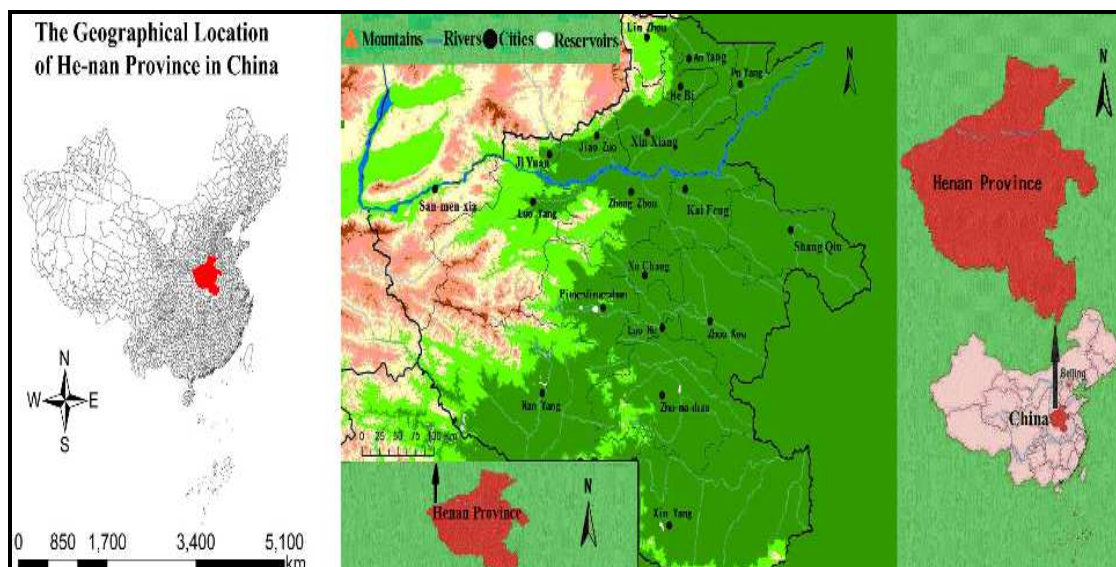 The Geographical Location
of He-nan Province in China
N
W E
S
0 850 1,700 3,400 5,100
km
Mountains Rivers Cities Reservoirs
Lin Zhou
An Yang
Pu Yang
He Bi
Jiao Zuo
Xin Xiang
Ji Yuan
San-men-xia
Luo Yang
Zheng Zhou
Kai Feng
Shang Qiu
Xu Chang
Ping-ding-shan
Luo He
Zhou Kou
Nan Yang
Zhu-ma-dian
Xin Yang
N
0 25 50 100 km
Henan Province
N
N
Henan Province
Beijing
China